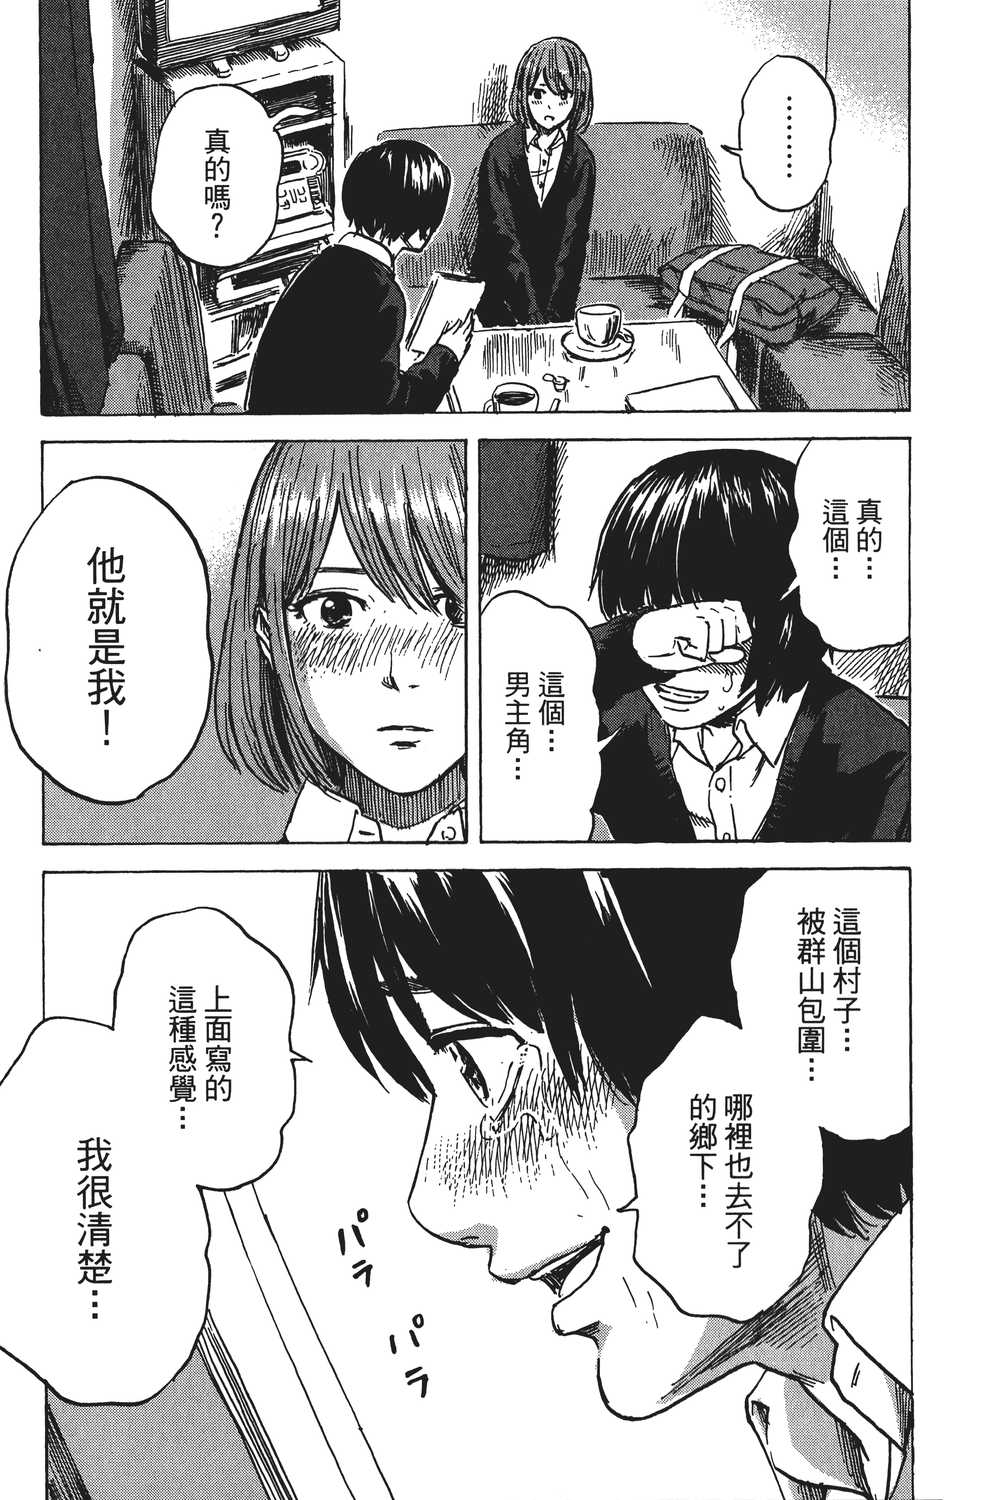 ………
真的嗎？
真的…
這個…
這個…
男主角…
他就是我！
這個村子…
被群山包圍…
哪裡也去不了
的鄉下…
上面寫的
這種感覺…
我很清楚…
パラ
パラ